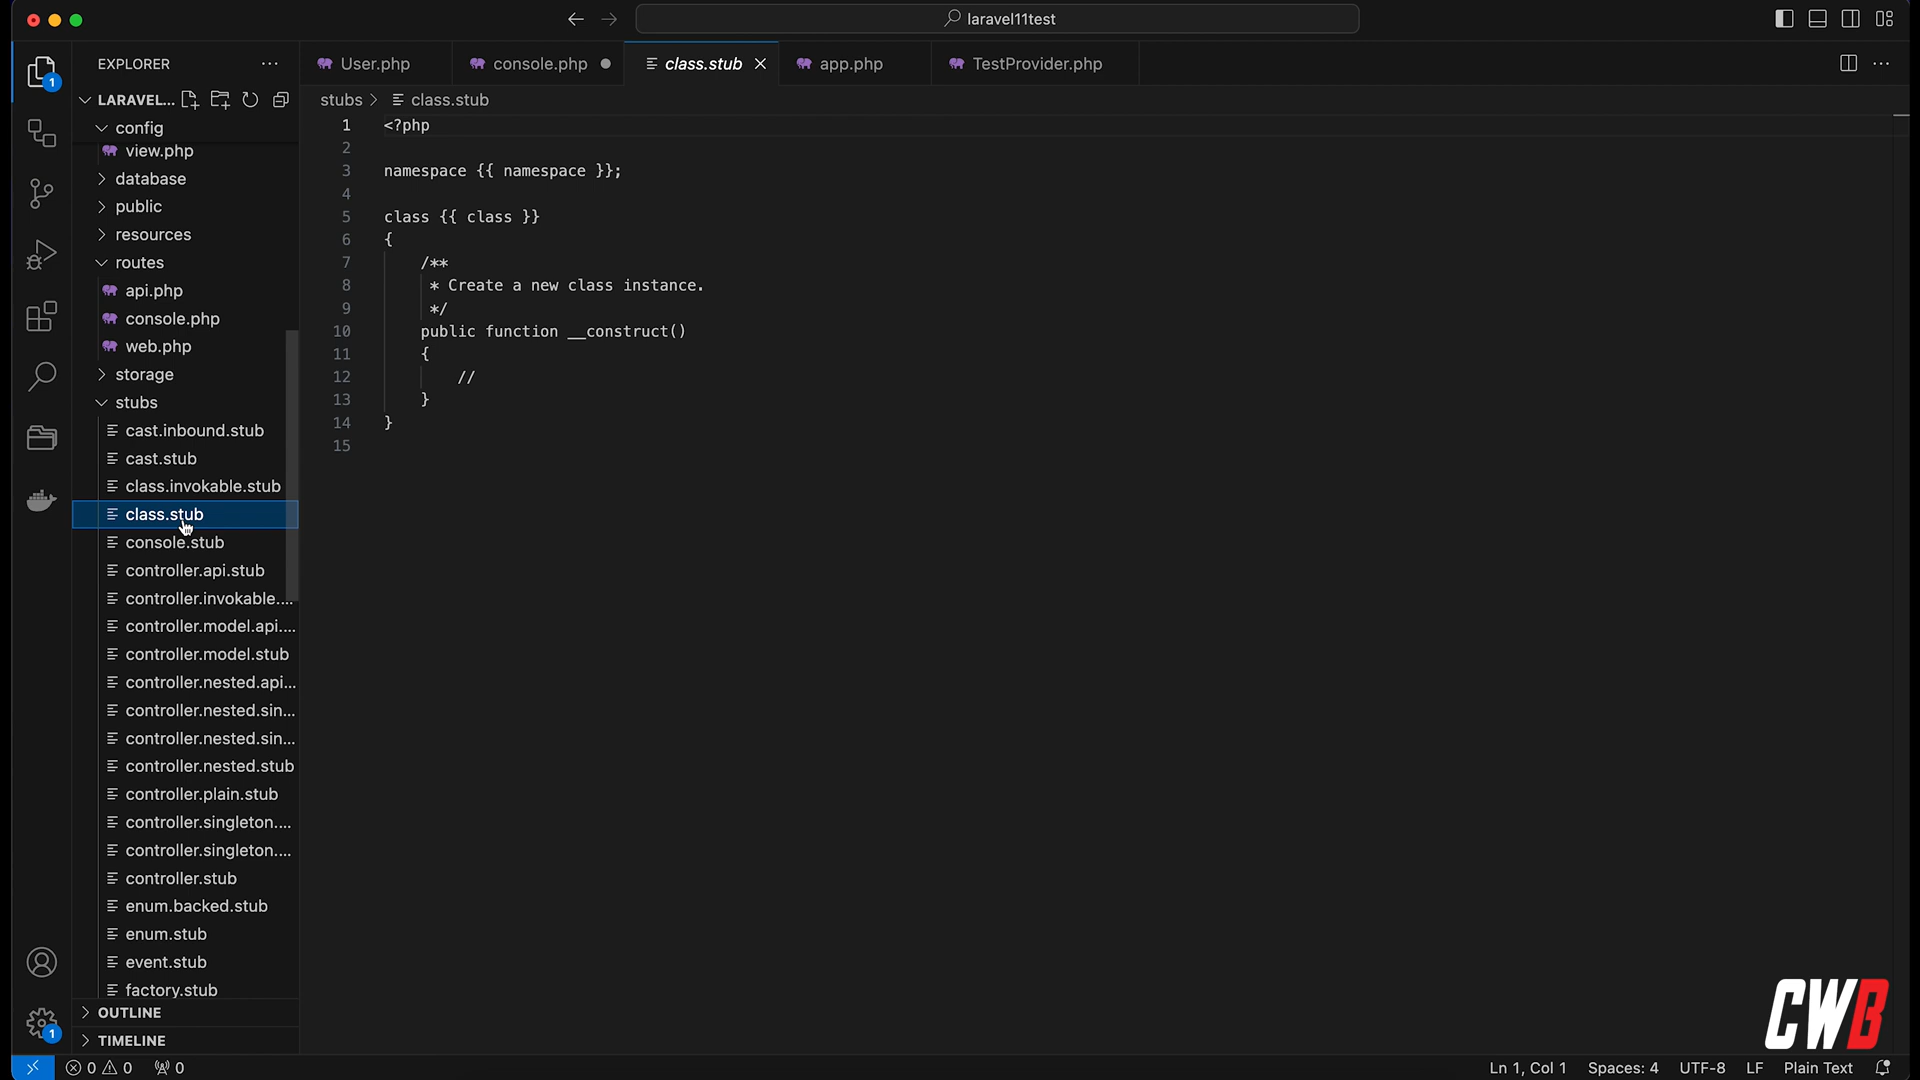 laravel11test
EXPLORER
User.php
console.php
class.stub
app.php
TestProvider.php
LARAVEL...
stubs > class.stub
config
view.php
database
public
resources
routes
api.php
console.php
web.php
storage
stubs
cast.inbound.stub
cast.stub
class.invokable.stub
class.stub
console.stub
controller.api.stub
controller.invokable....
controller.model.api....
controller.model.stub
controller.nested.api...
controller.nested.sin...
controller.nested.sin...
controller.nested.stub
controller.plain.stub
controller.singleton....
controller.singleton....
controller.stub
enum.backed.stub
enum.stub
event.stub
factory.stub
OUTLINE
TIMELINE
1 <?php
2
3 namespace {{ namespace }};
4
5 class {{ class }}
6 {
7 /**
8 * Create a new class instance.
9 */
10 public function __construct()
11 {
12 //
13 }
14 }
15
1
1
CWB
0 0 0
Ln 1, Col 1 Spaces: 4 UTF-8 LF Plain Text